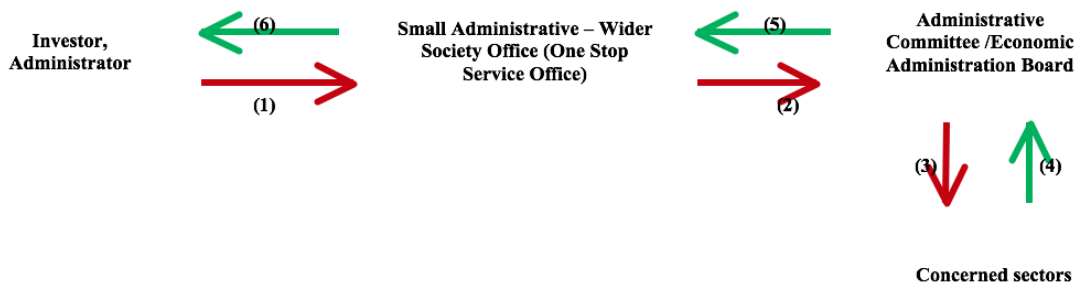 Investor,
Administrator
(6)
(1)
Small Administrative – Wider
Society Office (One Stop
Service Office)
(5)
(2)
Administrative
Committee /Economic
Administration Board
(3)
(4)
Concerned sectors